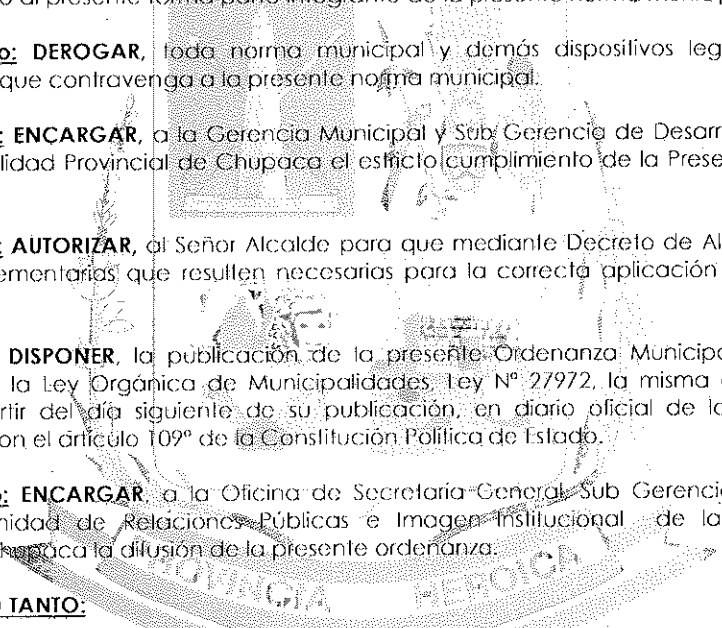 o al presente forma parte integrante de la presente norma
o: DEROGAR, toda norma municipal y demás dispositivos leg
que contravenga a la presente norma municipal.
: ENCARGAR, a la Gerencia Municipal y Sub Gerencia de Desarr
lidad Provincial de Chupaca el estricto cumplimiento de la Prese
: AUTORIZAR, al Señor Alcalde para que mediante Decreto de Al
ementarias que resulten necesarias para la correcta aplicación
DISPONER, la publicación de la presente Ordenanza Municipa
la Ley Orgánica de Municipalidades, Ley Nº 27972, la misma
rtir del día siguiente de su publicación, en diario oficial de lo
on el artículo 109º de la Constitución Política de Estado.
o: ENCARGAR, a la Oficina de Secretaria General, Sub Gerenci
nidad de Relaciones Públicas e Imagen Institucional de la
hupaca la difusión de la presente ordenanza.
PROVINCIA HEROICA
O TANTO: